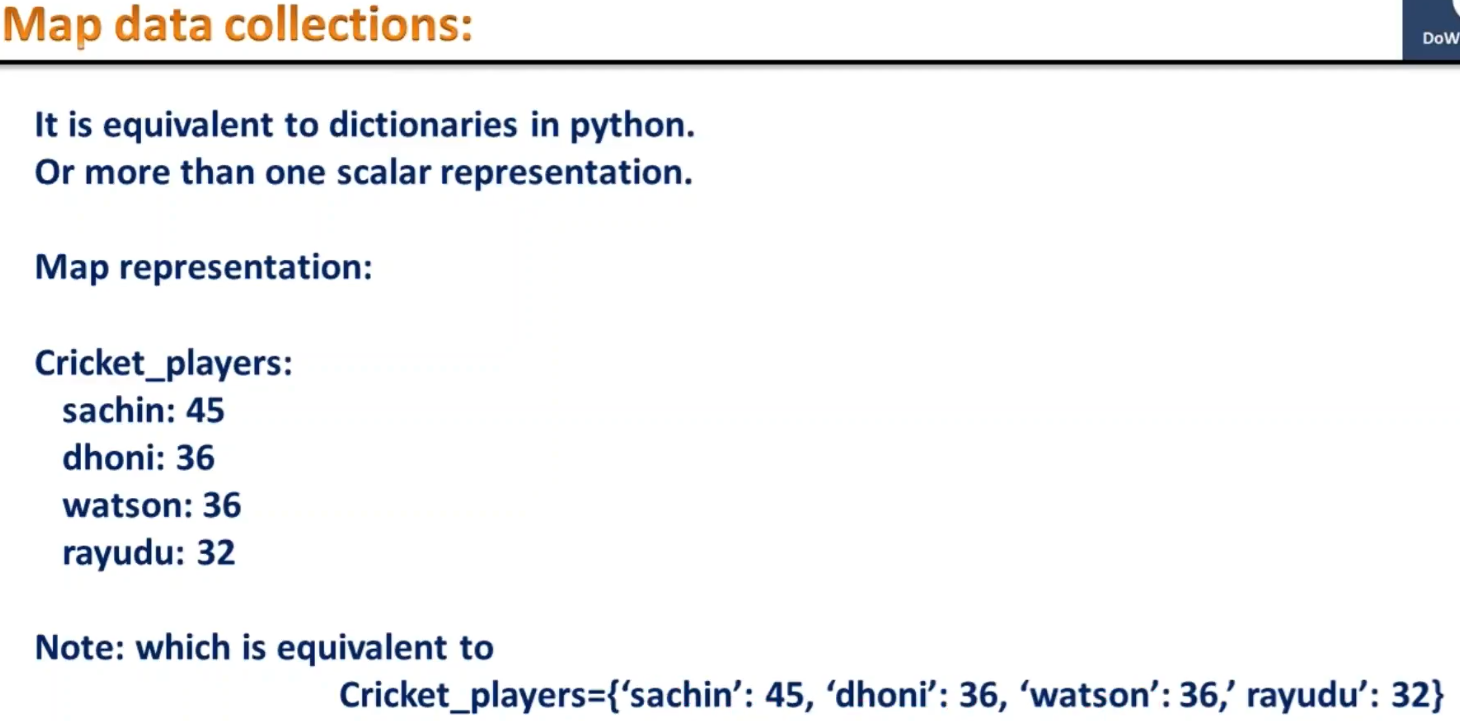 Map data collections:
DoW
It is equivalent to dictionaries in python.
Or more than one scalar representation.
Map representation:
Cricket_players:
sachin: 45
dhoni: 36
watson: 36
rayudu: 32
Note: which is equivalent to
Cricket_players={‘sachin’: 45, ‘dhoni’: 36, ‘watson’: 36,’ rayudu’: 32}